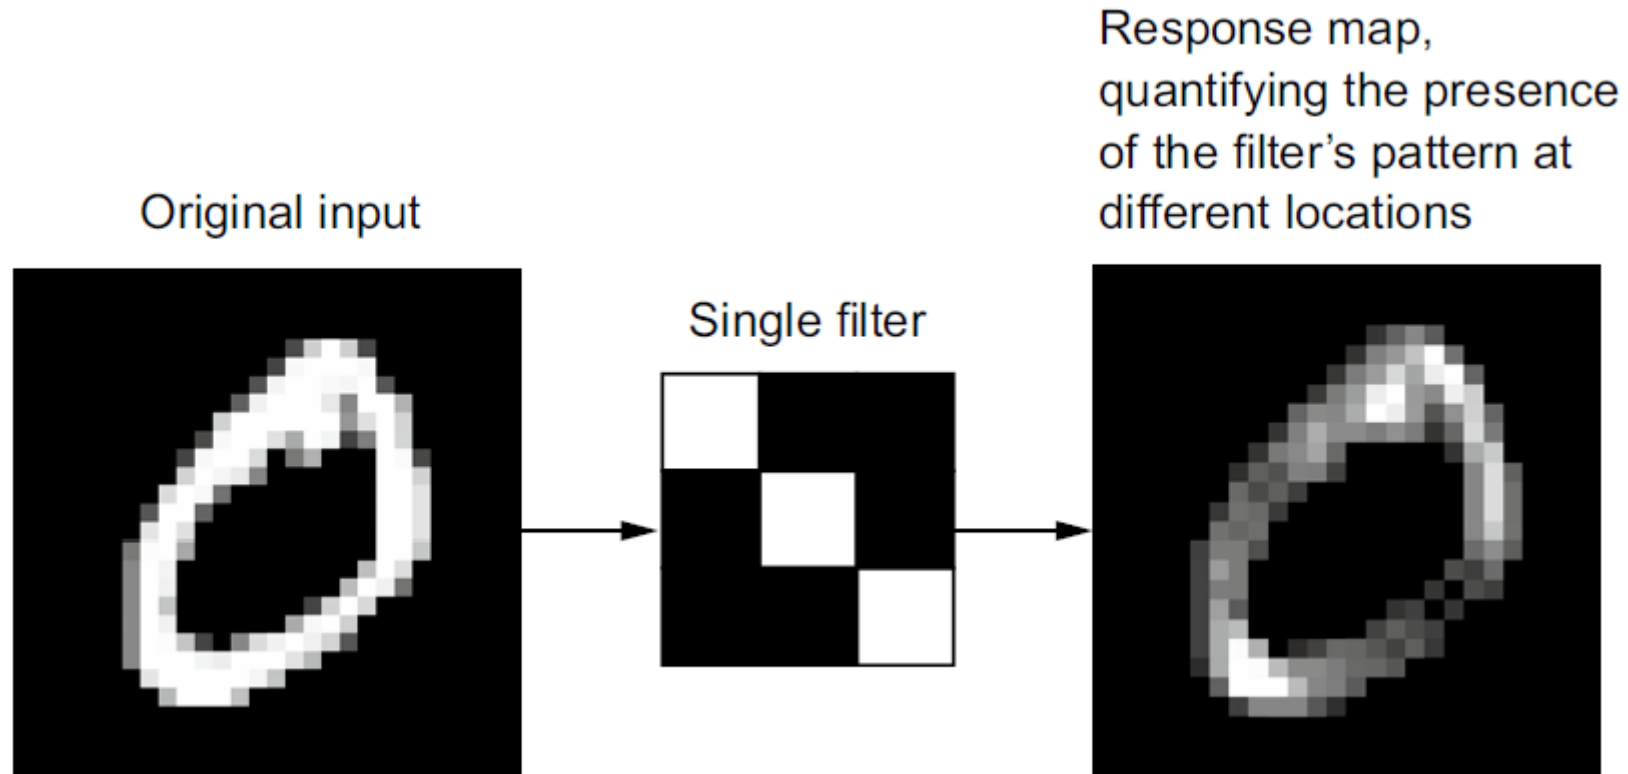 Original input
Single filter
Response map,
quantifying the presence
of the filter’s pattern at
different locations